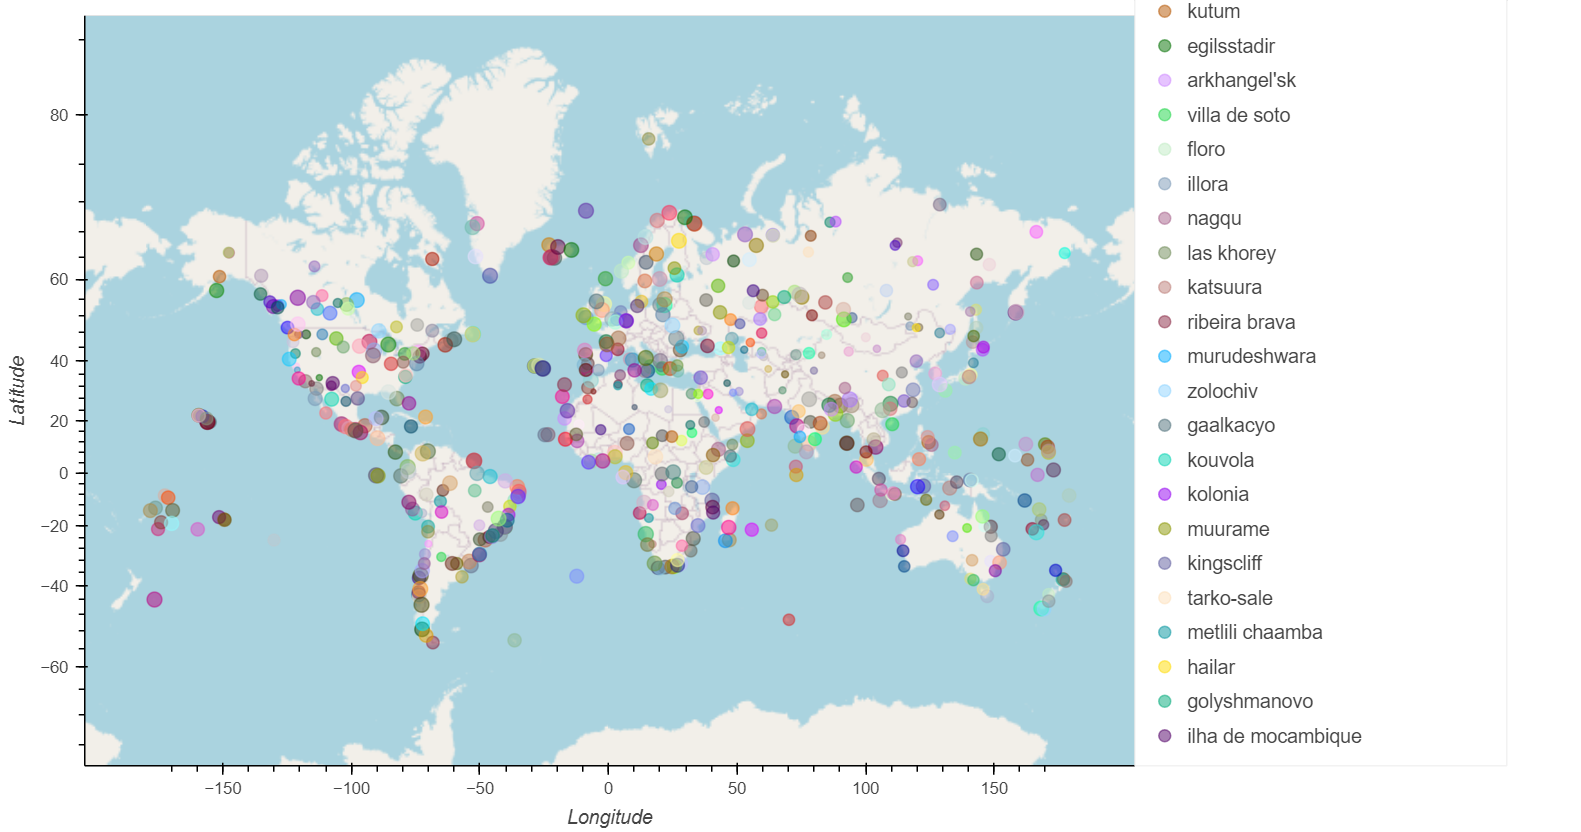 kutum
egilsstadir
arkhangel'sk
villa de soto
floro
illora
nagqu
las khorey
katsuura
ribeira brava
murudeshwara
zolochiv
gaalkacyo
kouvola
kolonia
muurame
kingscliff
tarko-sale
metlili chaamba
hailar
golyshmanovo
ilha de mocambique
80
60
40
20
0
−20
−40
−60
Latitude
−150
−100
−50
0
50
100
150
Longitude